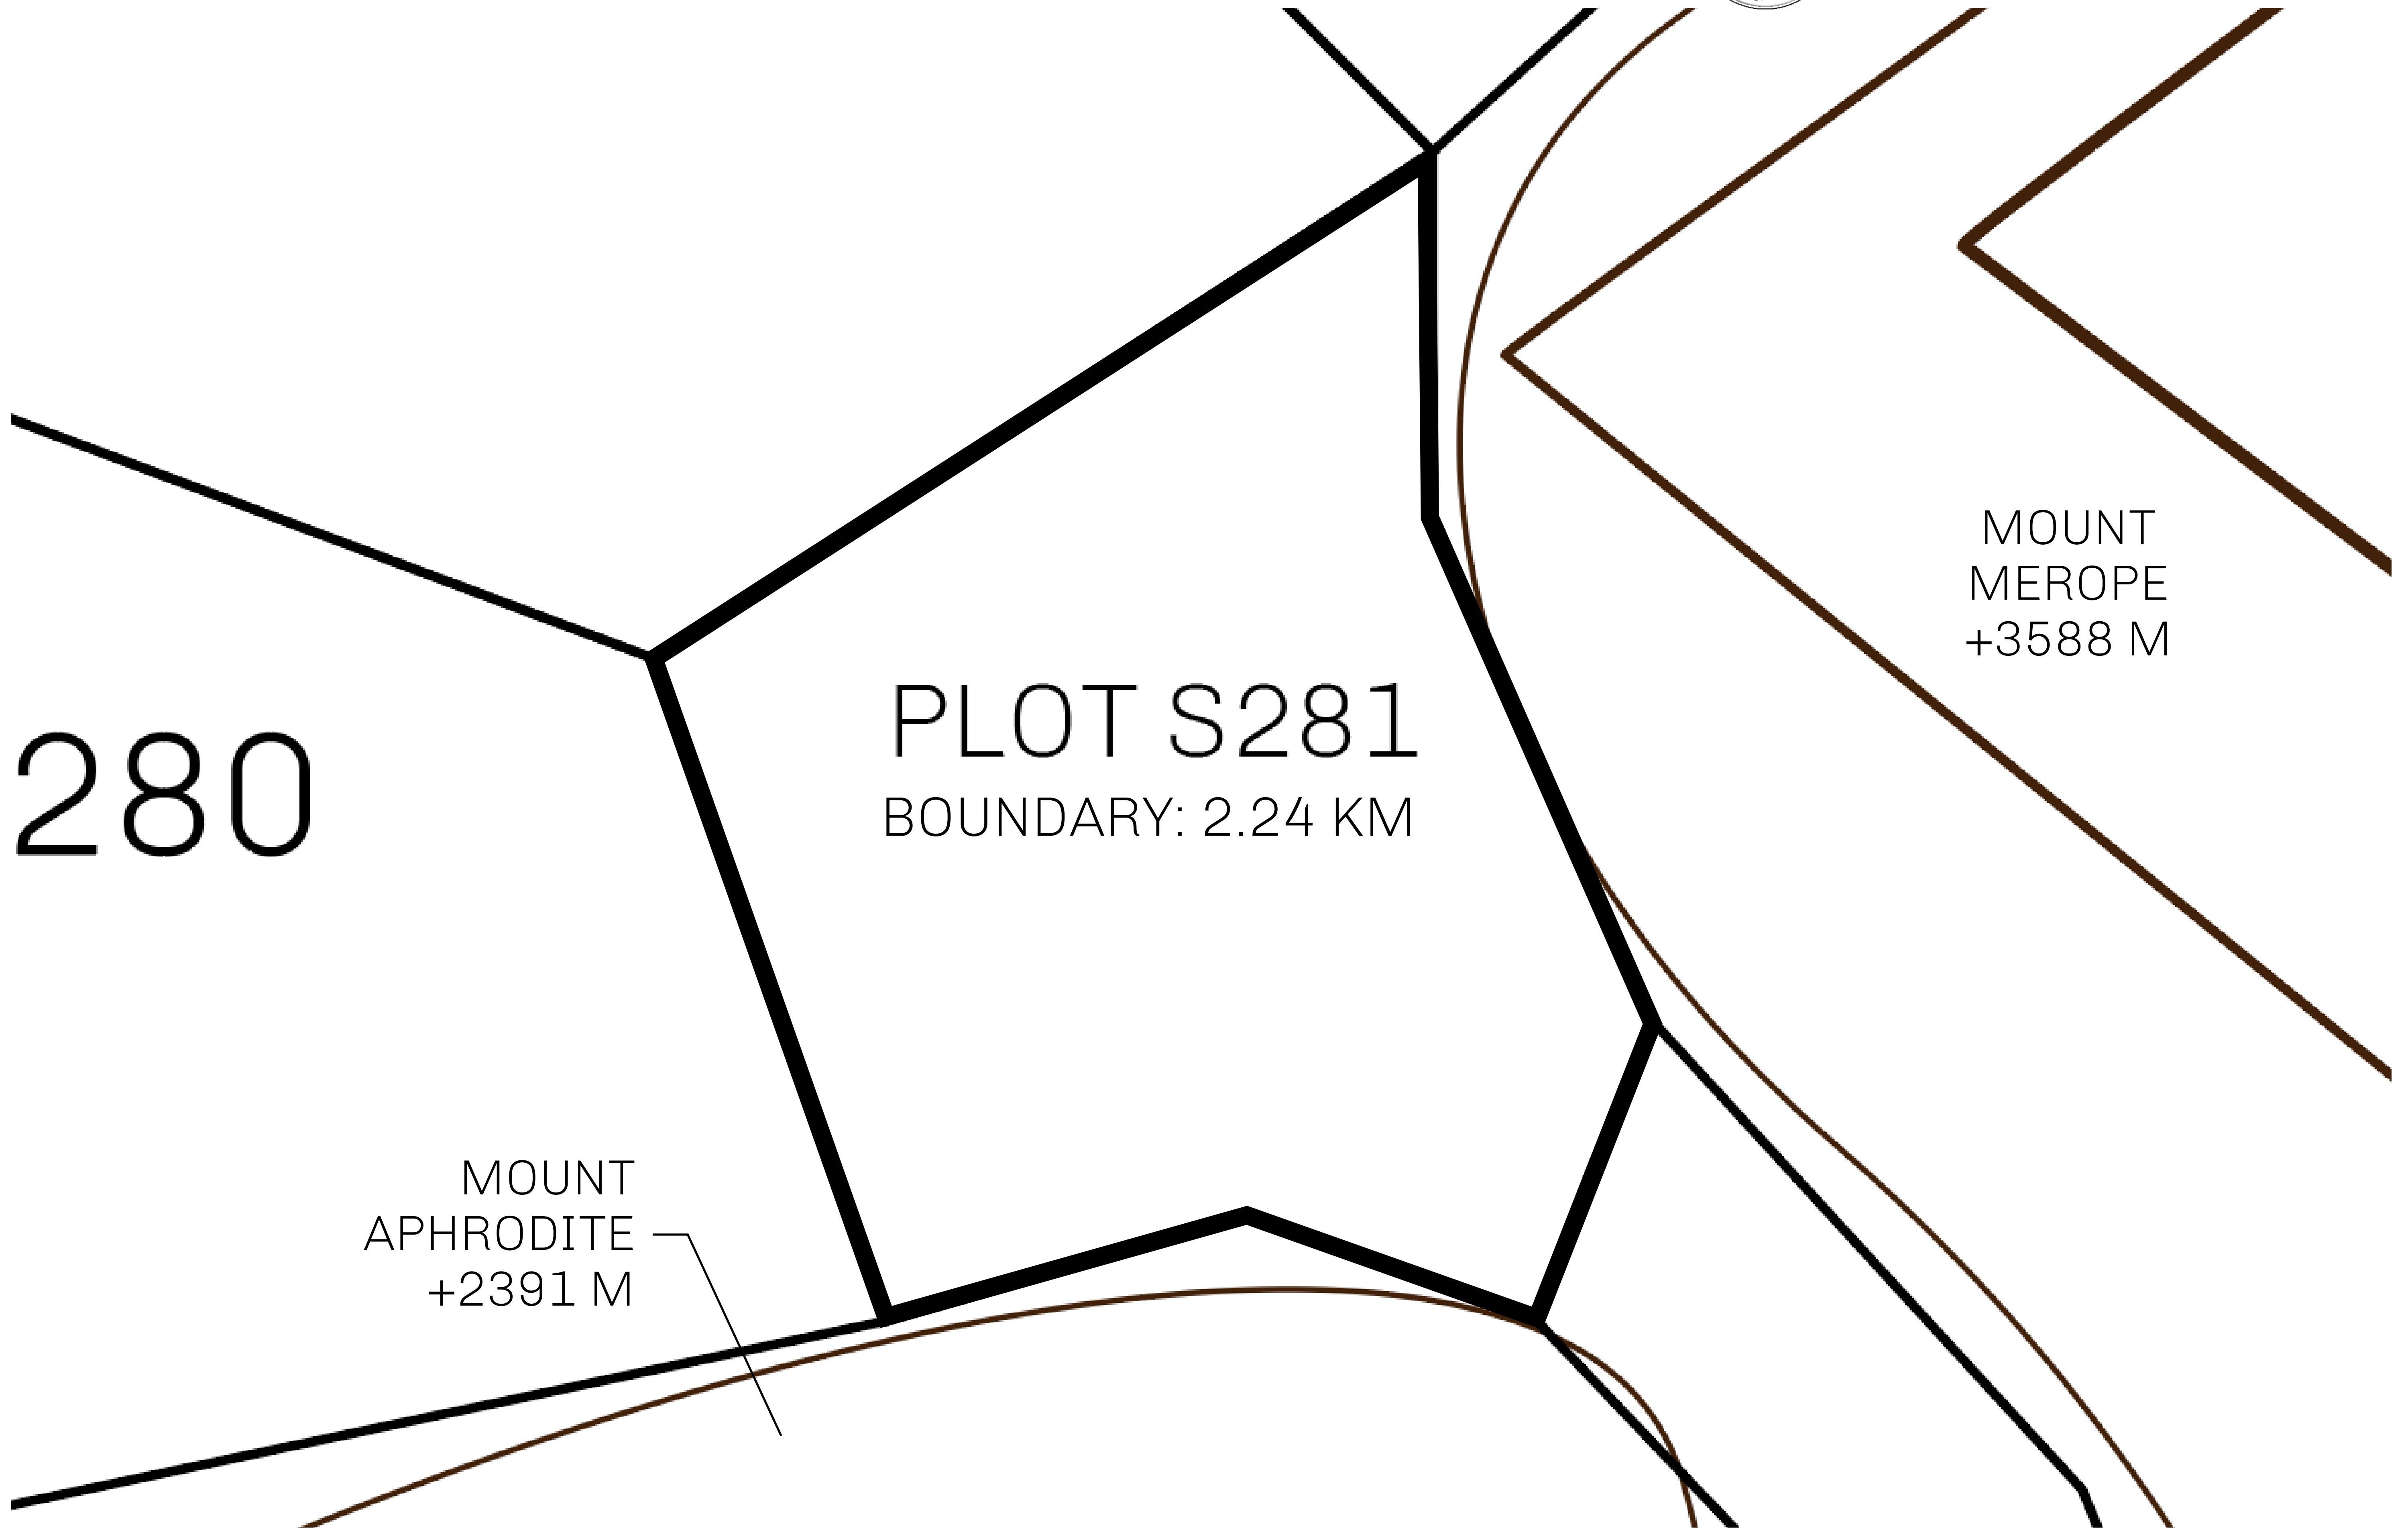 PLOT S281
BOUNDARY: 2.24 KM
280
MOUNT
MEROPE
+3588 M
MOUNT
APHRODITE
+2391 M